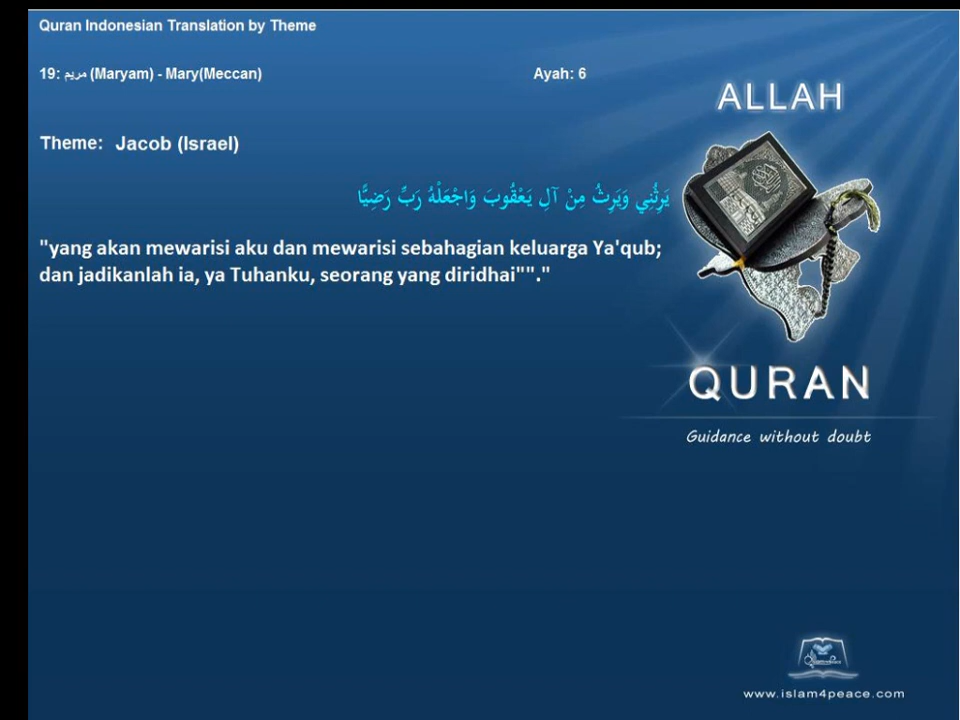 Quran Indonesian Translation by Theme
19: مريم (Maryam) - Mary(Meccan)
Ayah: 6
Theme: Jacob (Israel)
يَرِثُنِي وَيَرِثُ مِنْ آلِ يَعْقُوبَ وَاجْعَلْهُ رَبِّ رَضِيًّا
"yang akan mewarisi aku dan mewarisi sebahagian keluarga Ya'qub;
dan jadikanlah ia, ya Tuhanku, seorang yang diridhai""."
ALLAH
QURAN
Guidance without doubt
www.islam4peace.com